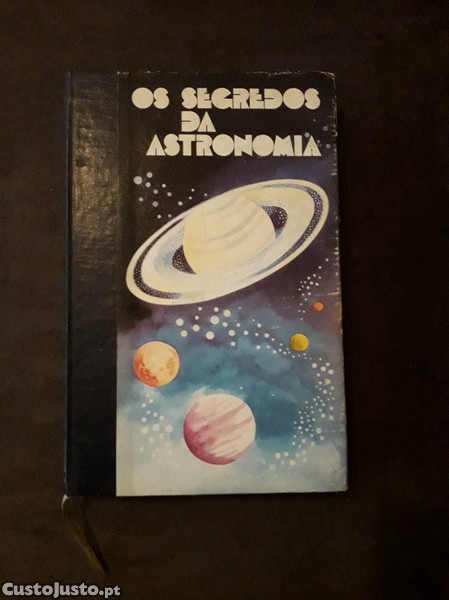 OS SEGREDOS
DA
ASTRONOMIA
CustoJusto.pt